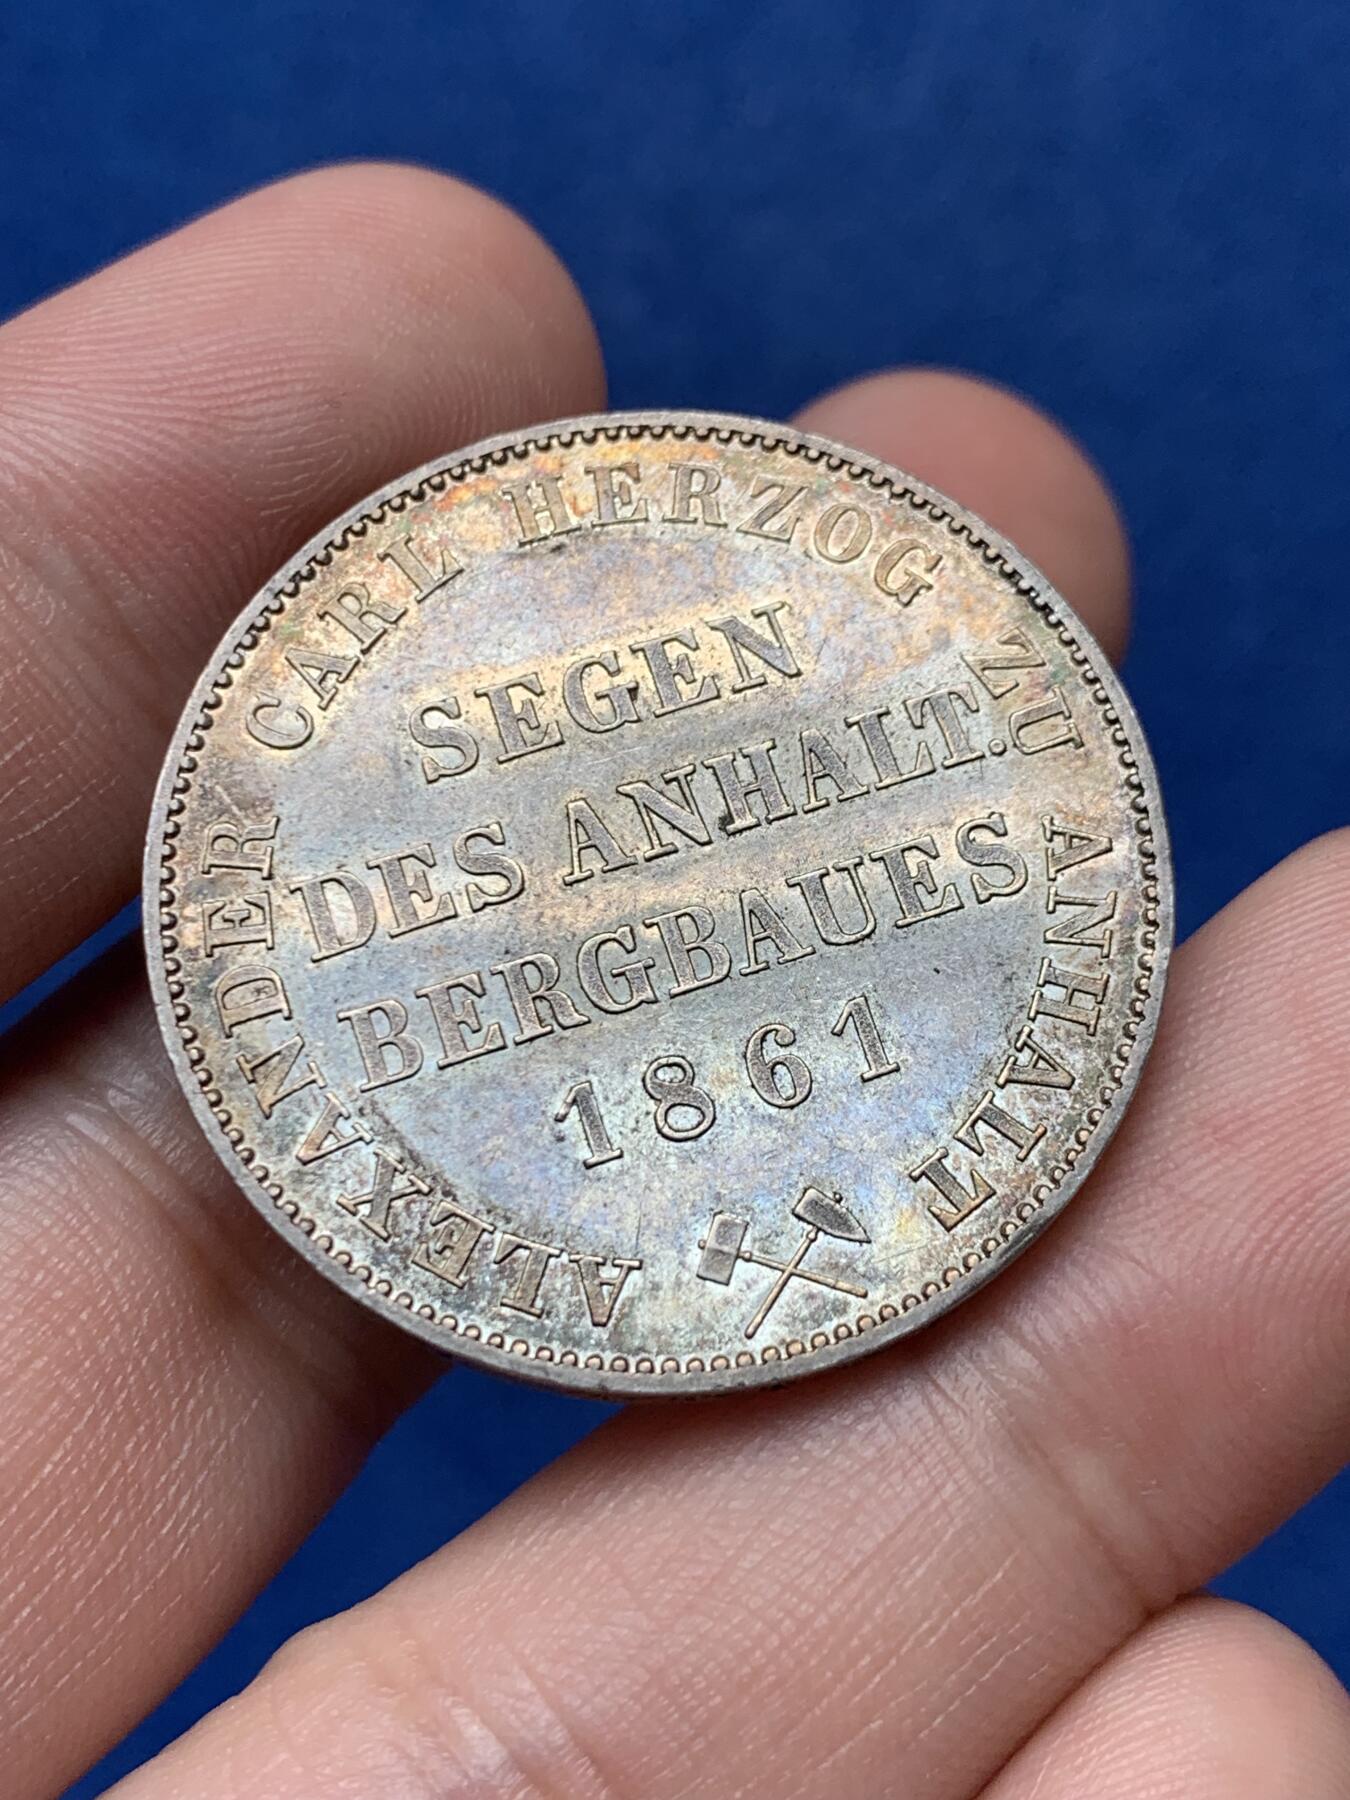 ALEXANDER CARL HERZOG ZU ANHALT
SEGEN
DES ANHALT.
BERGBAUES
1861